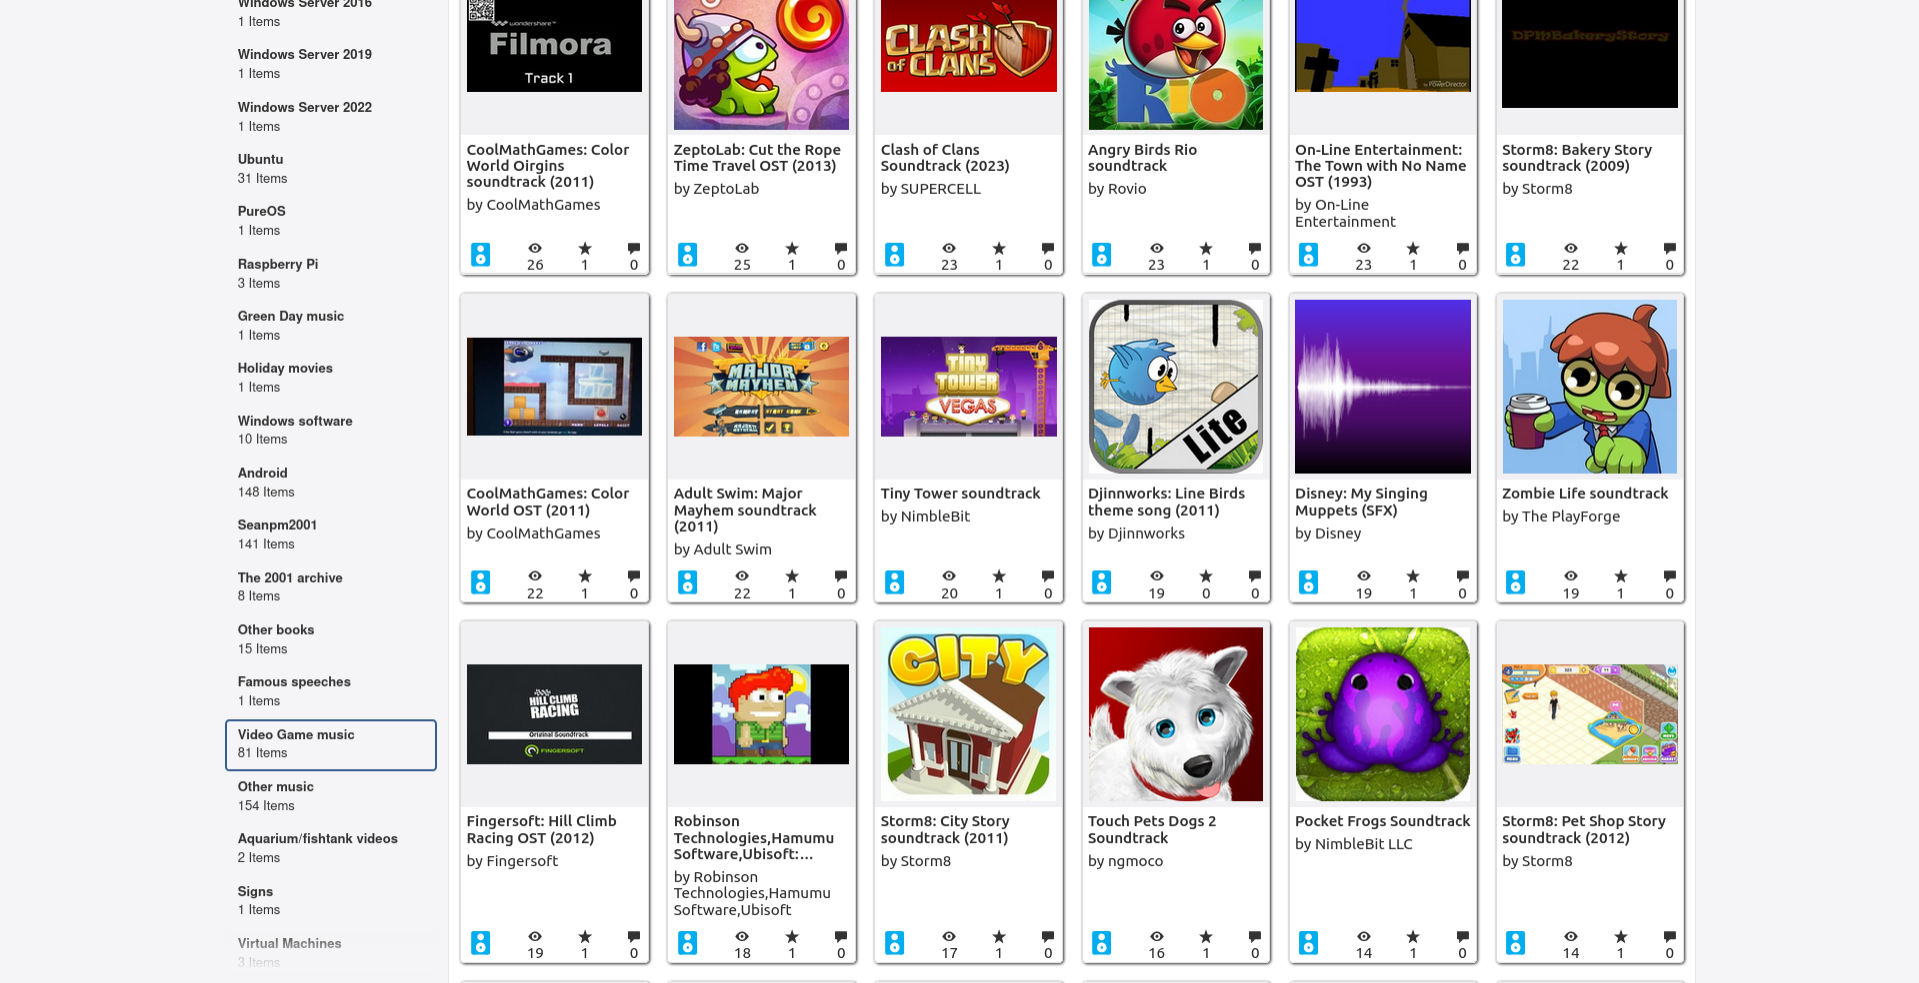 Windows Server 2016
1 Items
Windows Server 2019
1 Items
Windows Server 2022
1 Items
Ubuntu
31 Items
PureOS
1 Items
Raspberry Pi
3 Items
Green Day music
1 Items
Holiday movies
1 Items
Windows software
10 Items
Android
148 Items
Seanpm2001
141 Items
The 2001 archive
8 Items
Other books
15 Items
Famous speeches
1 Items
Video Game music
81 Items
Other music
154 Items
Aquarium/fishtank videos
2 Items
Signs
1 Items
Virtual Machines
3 Items
wondershare™
Filmora
Track 1
CoolMathGames: Color
World Oirgins
soundtrack (2011)
by CoolMathGames
26 1 0
ZeptoLab: Cut the Rope
Time Travel OST (2013)
by ZeptoLab
25 1 0
CLASH
OF CLANS
Clash of Clans
Soundtrack (2023)
by SUPERCELL
23 1 0
RIO
Angry Birds Rio
soundtrack
by Rovio
23 1 0
by PowerDirector
On-Line Entertainment:
The Town with No Name
OST (1993)
by On-Line
Entertainment
23 1 0
DPMBakeryStory
Storm8: Bakery Story
soundtrack (2009)
by Storm8
22 1 0
CoolMathGames: Color
World OST (2011)
by CoolMathGames
22 1 0
MAJOR
MAYHEM
Adult Swim: Major
Mayhem soundtrack
(2011)
by Adult Swim
22 1 0
TINY
TOWER
VEGAS
Tiny Tower soundtrack
by NimbleBit
20 1 0
Lite
Djinnworks: Line Birds
theme song (2011)
by Djinnworks
19 0 0
Disney: My Singing
Muppets (SFX)
by Disney
19 1 0
Zombie Life soundtrack
by The PlayForge
19 1 0
HILL CLIMB
RACING
Original Soundtrack
FINGERSOFT
Fingersoft: Hill Climb
Racing OST (2012)
by Fingersoft
19 1 0
Robinson
Technologies,Hamumu
Software,Ubisoft:...
by Robinson
Technologies,Hamumu
Software,Ubisoft
18 1 0
CITY
Storm8: City Story
soundtrack (2011)
by Storm8
17 1 0
Touch Pets Dogs 2
Soundtrack
by ngmoco
16 1 0
Pocket Frogs Soundtrack
by NimbleBit LLC
14 1 0
Storm8: Pet Shop Story
soundtrack (2012)
by Storm8
14 1 0